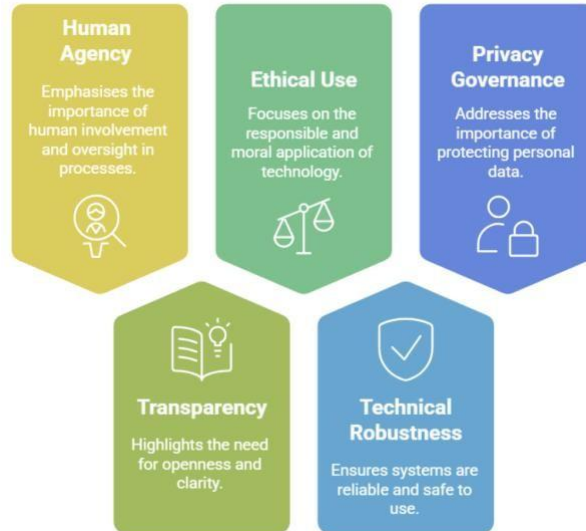 Human
Agency
Emphasises the
importance of
human involvement
and oversight in
processes.
Ethical Use
Focuses on the
responsible and
moral application of
technology.
Privacy
Governance
Addresses the
importance of
protecting personal
data.
Transparency
Highlights the need
for openness and
clarity.
Technical
Robustness
Ensures systems are
reliable and safe to
use.